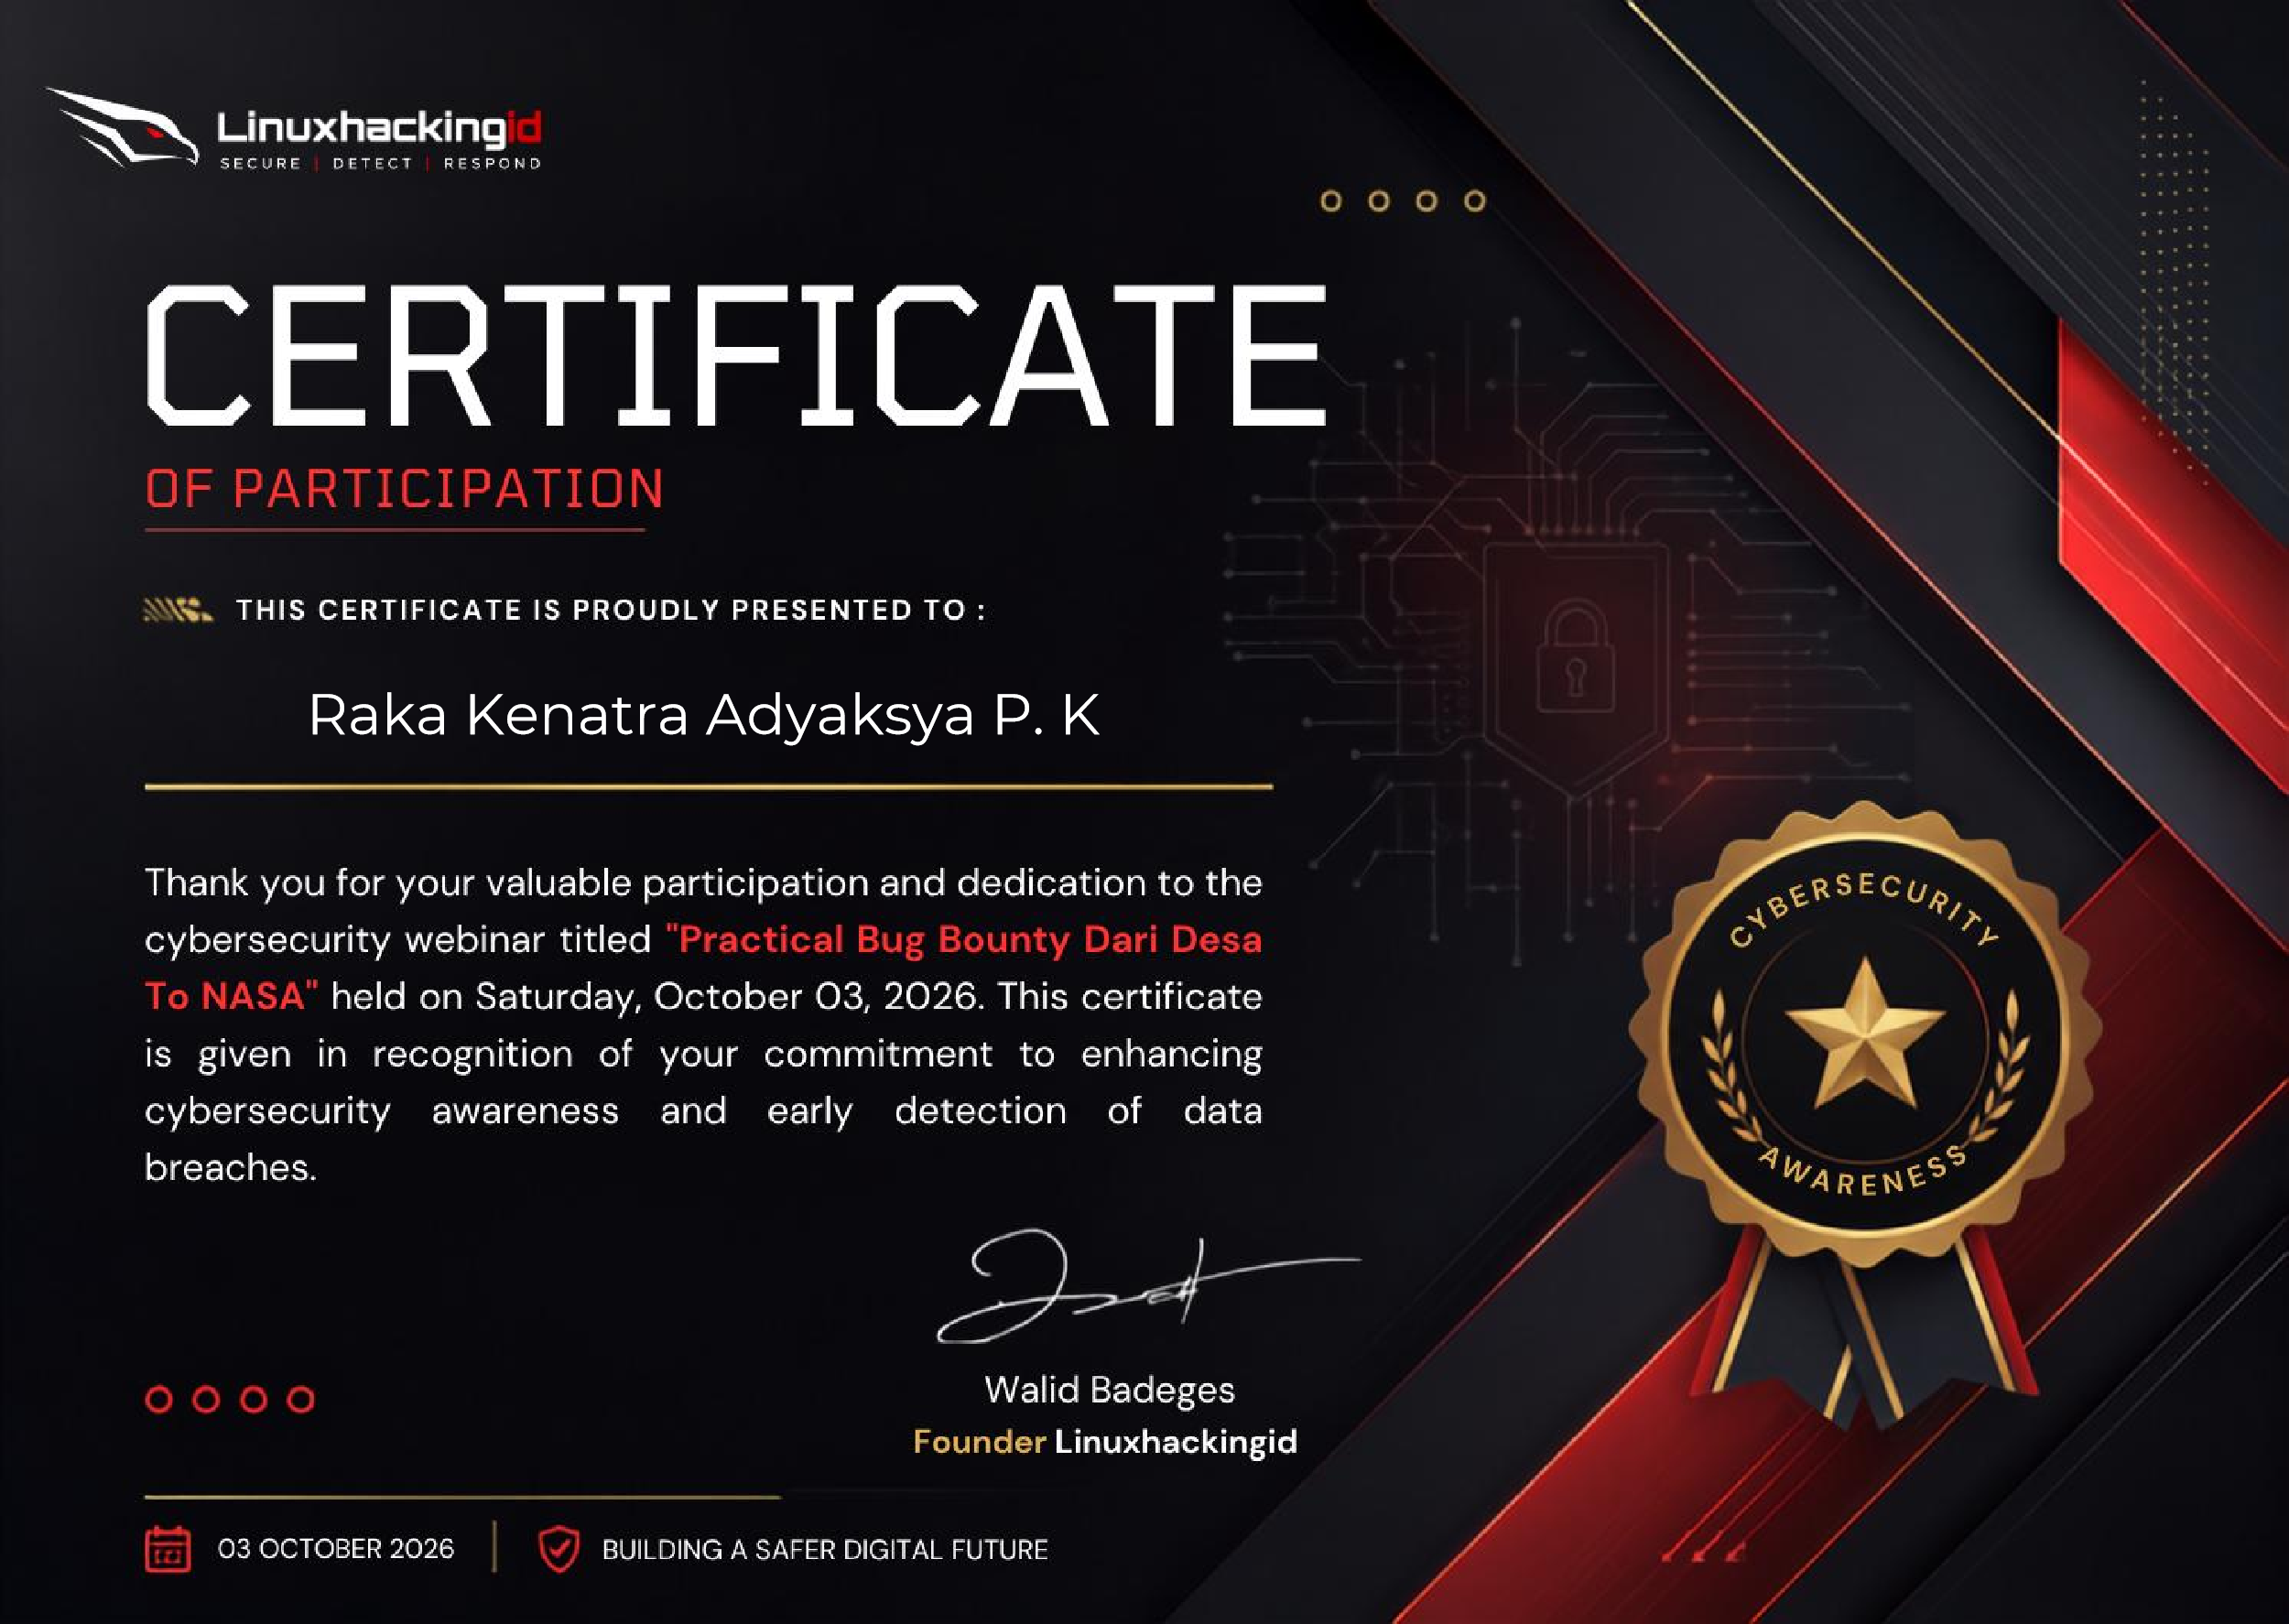 Linuxhackingid
SECURE | DETECT | RESPOND
CERTIFICATE
OF PARTICIPATION
THIS CERTIFICATE IS PROUDLY PRESENTED TO :
Raka Kenatra Adyaksya P. K
Thank you for your valuable participation and dedication to the
cybersecurity webinar titled "Practical Bug Bounty Dari Desa
To NASA" held on Saturday, October 03, 2026. This certificate
is given in recognition of your commitment to enhancing
cybersecurity awareness and early detection of data
breaches.
CYBERSECURITY
AWARENESS
Walid Badeges
Founder Linuxhackingid
03 OCTOBER 2026 | BUILDING A SAFER DIGITAL FUTURE